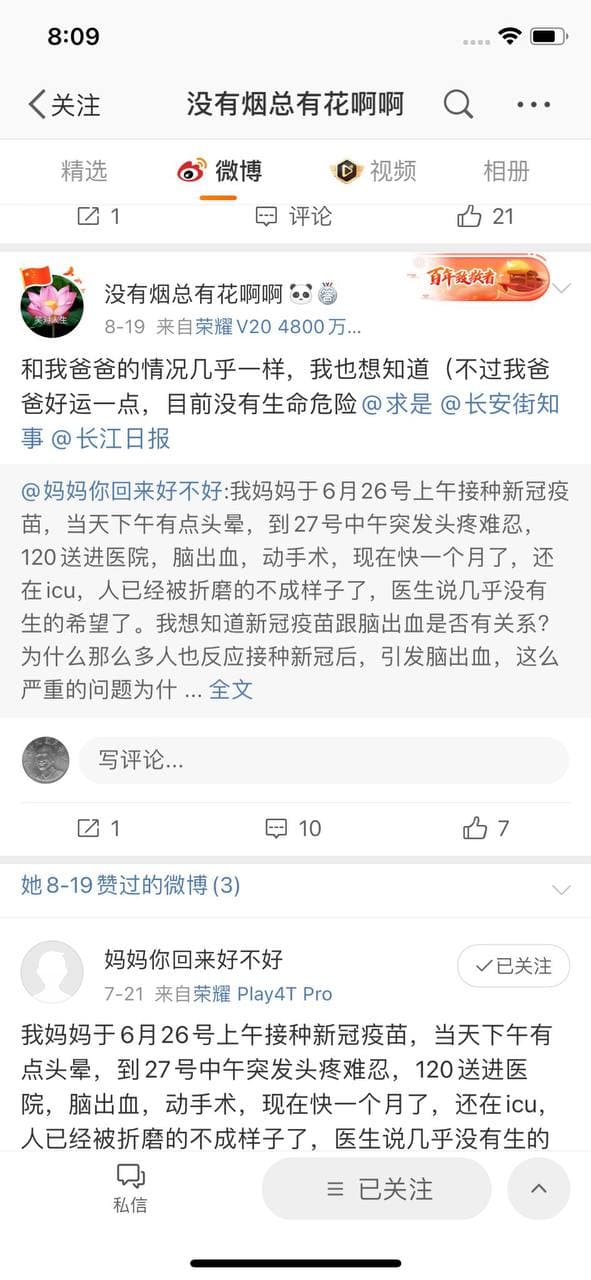 8:09
关注
没有烟总有花啊啊
精选
微博
视频
相册
1
评论
21
没有烟总有花啊啊
百年致敬者
8-19 来自荣耀V20 4800万...
和我爸爸的情况几乎一样，我也想知道（不过我爸
爸好运一点，目前没有生命危险@求是 @长安街知
事 @长江日报
@妈妈你回来好不好:我妈妈于6月26号上午接种新冠疫
苗，当天下午有点头晕，到27号中午突发头疼难忍，
120送进医院，脑出血，动手术，现在快一个月了，还
在icu，人已经被折磨的不成样子了，医生说几乎没有
生的希望了。我想知道新冠疫苗跟脑出血是否有关系？
为什么那么多人也反应接种新冠后，引发脑出血，这么
严重的问题为什 ... 全文
写评论...
1
10
7
她8-19赞过的微博(3)
妈妈你回来好不好
已关注
7-21 来自荣耀 Play4T Pro
我妈妈于6月26号上午接种新冠疫苗，当天下午有
点头晕，到27号中午突发头疼难忍，120送进医
院，脑出血，动手术，现在快一个月了，还在icu，
人已经被折磨的不成样子了，医生说几乎没有生的
私信
已关注